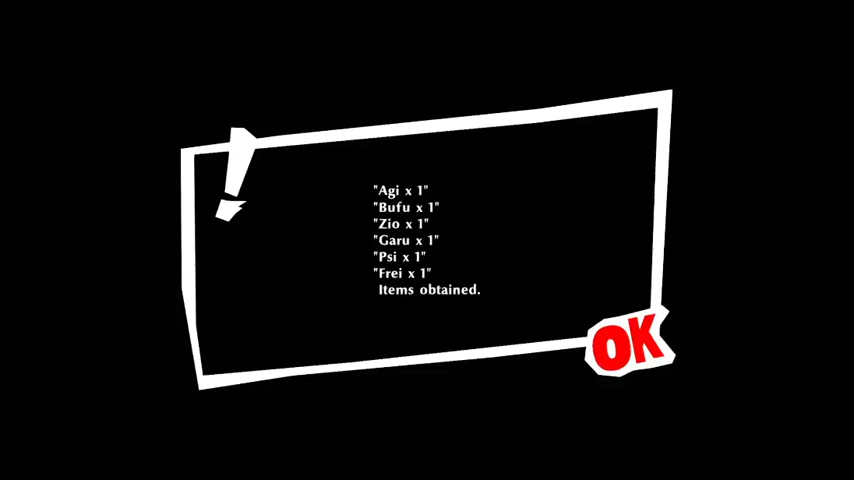 "Agi x 1"
"Bufu x 1"
"Zio x 1"
"Garu x 1"
"Psi x 1"
"Frei x 1"
Items obtained.
OK